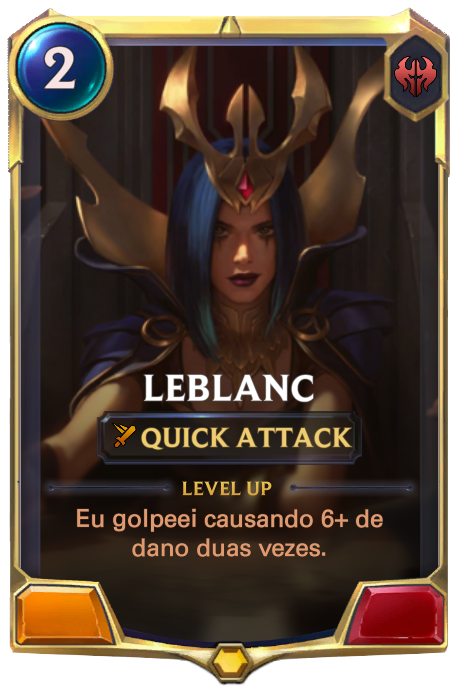 2
LEBLANC
QUICK ATTACK
LEVEL UP
Eu golpeei causando 6+ de
dano duas vezes.